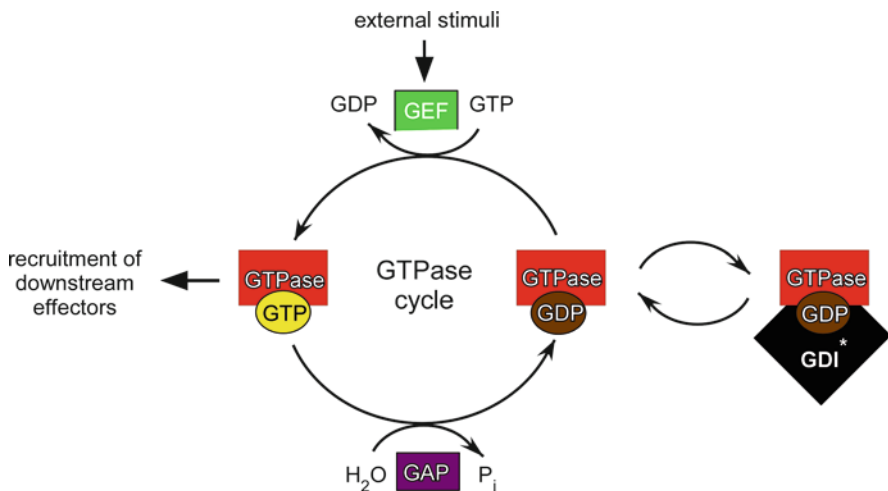 external stimuli
GDP GEF GTP
recruitment of
downstream
effectors
GTPase
GTP
GTPase
cycle
GTPase
GDP
GTPase
GDP
GDI*
H₂O GAP Pᵢ